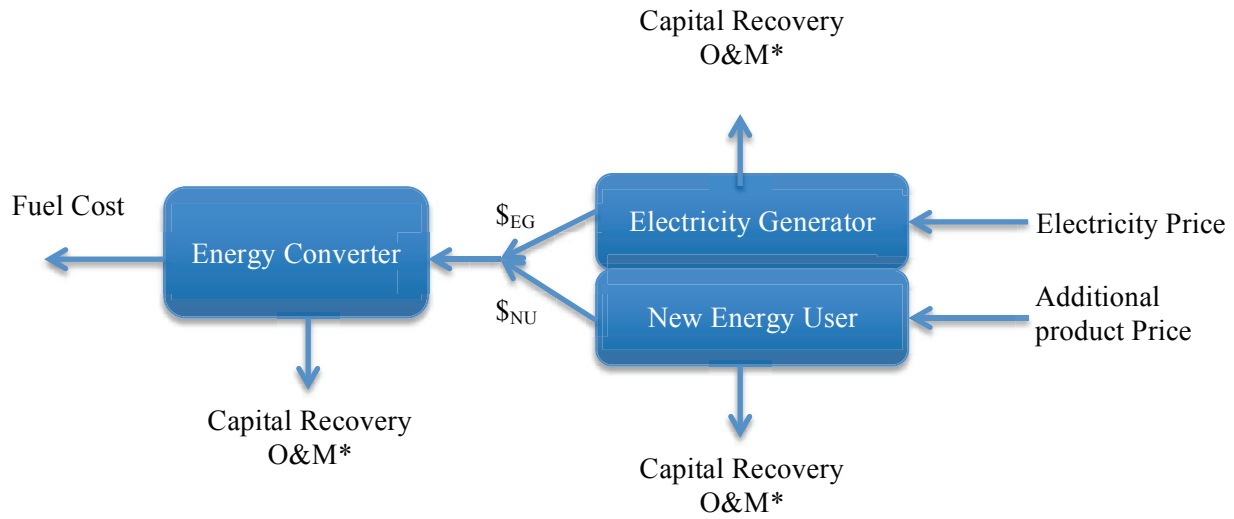 Capital Recovery
O&M*
Fuel Cost
Energy Converter
$EG
$NU
Electricity Generator
New Energy User
Electricity Price
Additional
product Price
Capital Recovery
O&M*
Capital Recovery
O&M*